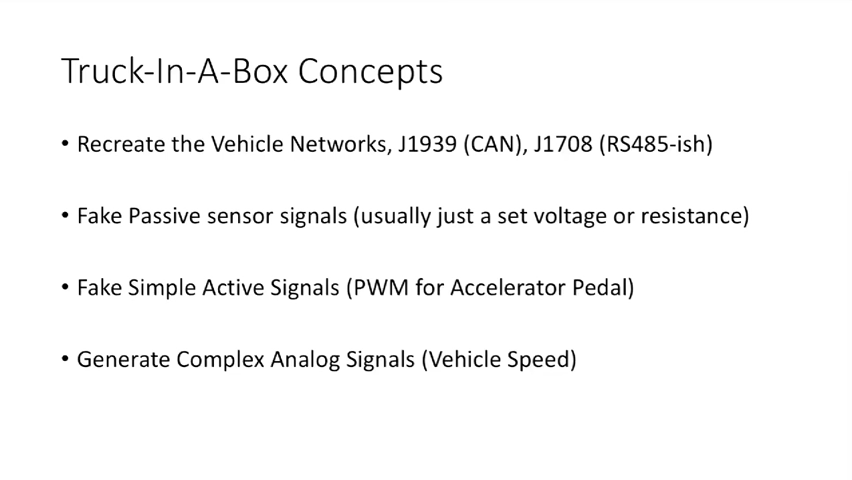 Truck-In-A-Box Concepts
• Recreate the Vehicle Networks, J1939 (CAN), J1708 (RS485-ish)
• Fake Passive sensor signals (usually just a set voltage or resistance)
• Fake Simple Active Signals (PWM for Accelerator Pedal)
• Generate Complex Analog Signals (Vehicle Speed)